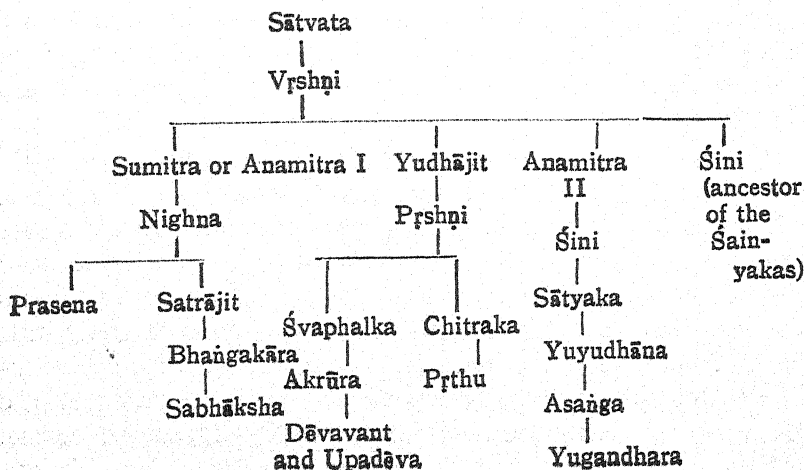 Sātvata
Vṛshṇi
Sumitra or Anamitra I Yudhājit Anamitra Śini
II (ancestor
Nighna Pṛshṇi of the
Śini Śain-
yakas)
Prasena Satrājit Sātyaka
Śvaphalka Chitraka
Bhaṅgakāra Yuyudhāna
Akrūra Pṛthu
Sabhāksha Asaṅga
Dēvavant
and Upadēva Yugandhara